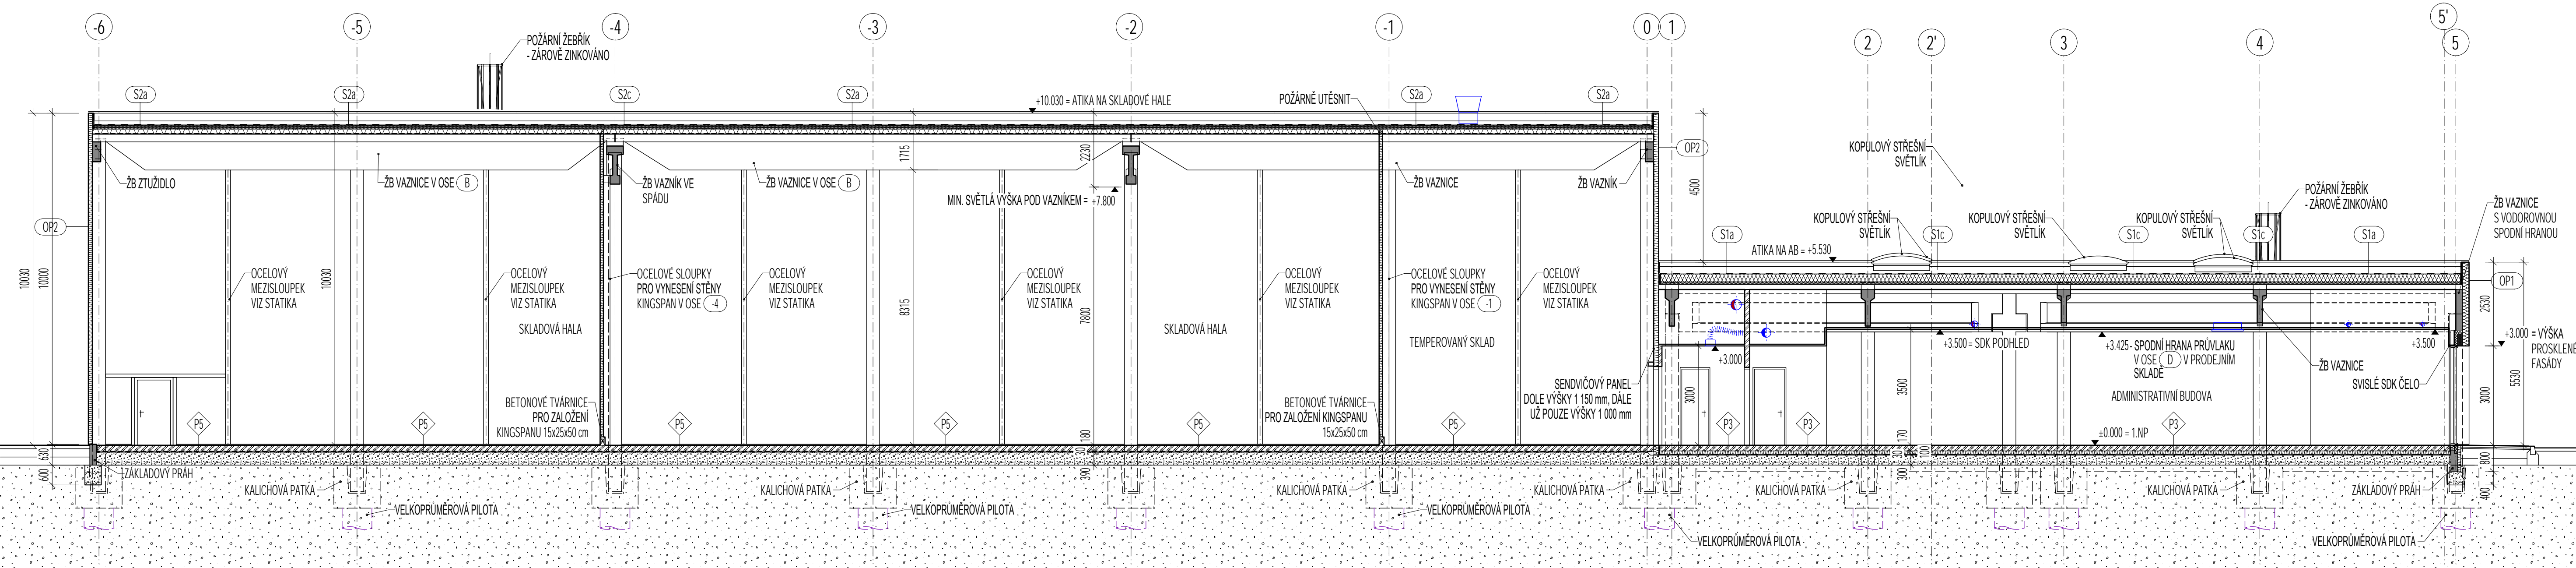 -6
-5
-4
-3
-2
-1
0
1
2
2'
3
4
5'
5
POŽÁRNÍ ŽEBŘÍK
- ZÁROVĚ ZINKOVÁNO
S2a
S2a
S2c
S2a
S2a
S2a
+10.030 = ATIKA NA SKLADOVÉ HALE
POŽÁRNĚ UTĚSNIT
1715
2230
ŽB ZTUŽIDLO
ŽB VAZNICE V OSE B
ŽB VAZNÍK VE
SPÁDU
ŽB VAZNICE V OSE B
MIN. SVĚTLÁ VÝŠKA POD VAZNÍKEM = +7.800
ŽB VAZNICE
ŽB VAZNÍK
OP2
OP2
4500
KOPULOVÝ STŘEŠNÍ
SVĚTLÍK
POŽÁRNÍ ŽEBŘÍK
- ZÁROVĚ ZINKOVÁNO
KOPULOVÝ STŘEŠNÍ
SVĚTLÍK
KOPULOVÝ STŘEŠNÍ
SVĚTLÍK
KOPULOVÝ STŘEŠNÍ
SVĚTLÍK
ŽB VAZNICE
S VODOROVNOU
SPODNÍ HRANOU
S1a
S1c
S1c
S1c
S1a
ATIKA NA AB = +5.530
OP1
10030
10000
10030
8315
7800
OCELOVÝ
MEZISLOUPEK
VIZ STATIKA
OCELOVÝ
MEZISLOUPEK
VIZ STATIKA
OCELOVÉ SLOUPKY
PRO VYNESENÍ STĚNY
KINGSPAN V OSE -4
OCELOVÝ
MEZISLOUPEK
VIZ STATIKA
OCELOVÝ
MEZISLOUPEK
VIZ STATIKA
OCELOVÝ
MEZISLOUPEK
VIZ STATIKA
OCELOVÉ SLOUPKY
PRO VYNESENÍ STĚNY
KINGSPAN V OSE -1
OCELOVÝ
MEZISLOUPEK
VIZ STATIKA
SKLADOVÁ HALA
SKLADOVÁ HALA
TEMPEROVANÝ SKLAD
2530
+3.000 = VÝŠKA
PROSKLENÉ
FASÁDY
+3.000
+3.500 = SDK PODHLED
+3.425 - SPODNÍ HRANA PRŮVLAKU
V OSE D V PRODEJNÍM
SKLADĚ
+3.500
ŽB VAZNICE
SVISLÉ SDK ČELO
ADMINISTRATIVNÍ BUDOVA
3000
3500
3000
5530
SENDVIČOVÝ PANEL
DOLE VÝŠKY 1 150 mm, DÁLE
UŽ POUZE VÝŠKY 1 000 mm
BETONOVÉ TVÁRNICE
PRO ZALOŽENÍ
KINGSPANU 15x25x50 cm
BETONOVÉ TVÁRNICE
PRO ZALOŽENÍ KINGSPANU
15x25x50 cm
P5
P5
P5
P5
P5
P5
P3
P3
P3
±0.000 = 1.NP
630
600
180
30
390
170
30
100
300
800
400
ZÁKLADOVÝ PRÁH
KALICHOVÁ PATKA
KALICHOVÁ PATKA
KALICHOVÁ PATKA
KALICHOVÁ PATKA
KALICHOVÁ PATKA
KALICHOVÁ PATKA
ZÁKLADOVÝ PRÁH
VELKOPRŮMĚROVÁ PILOTA
VELKOPRŮMĚROVÁ PILOTA
VELKOPRŮMĚROVÁ PILOTA
VELKOPRŮMĚROVÁ PILOTA
VELKOPRŮMĚROVÁ PILOTA